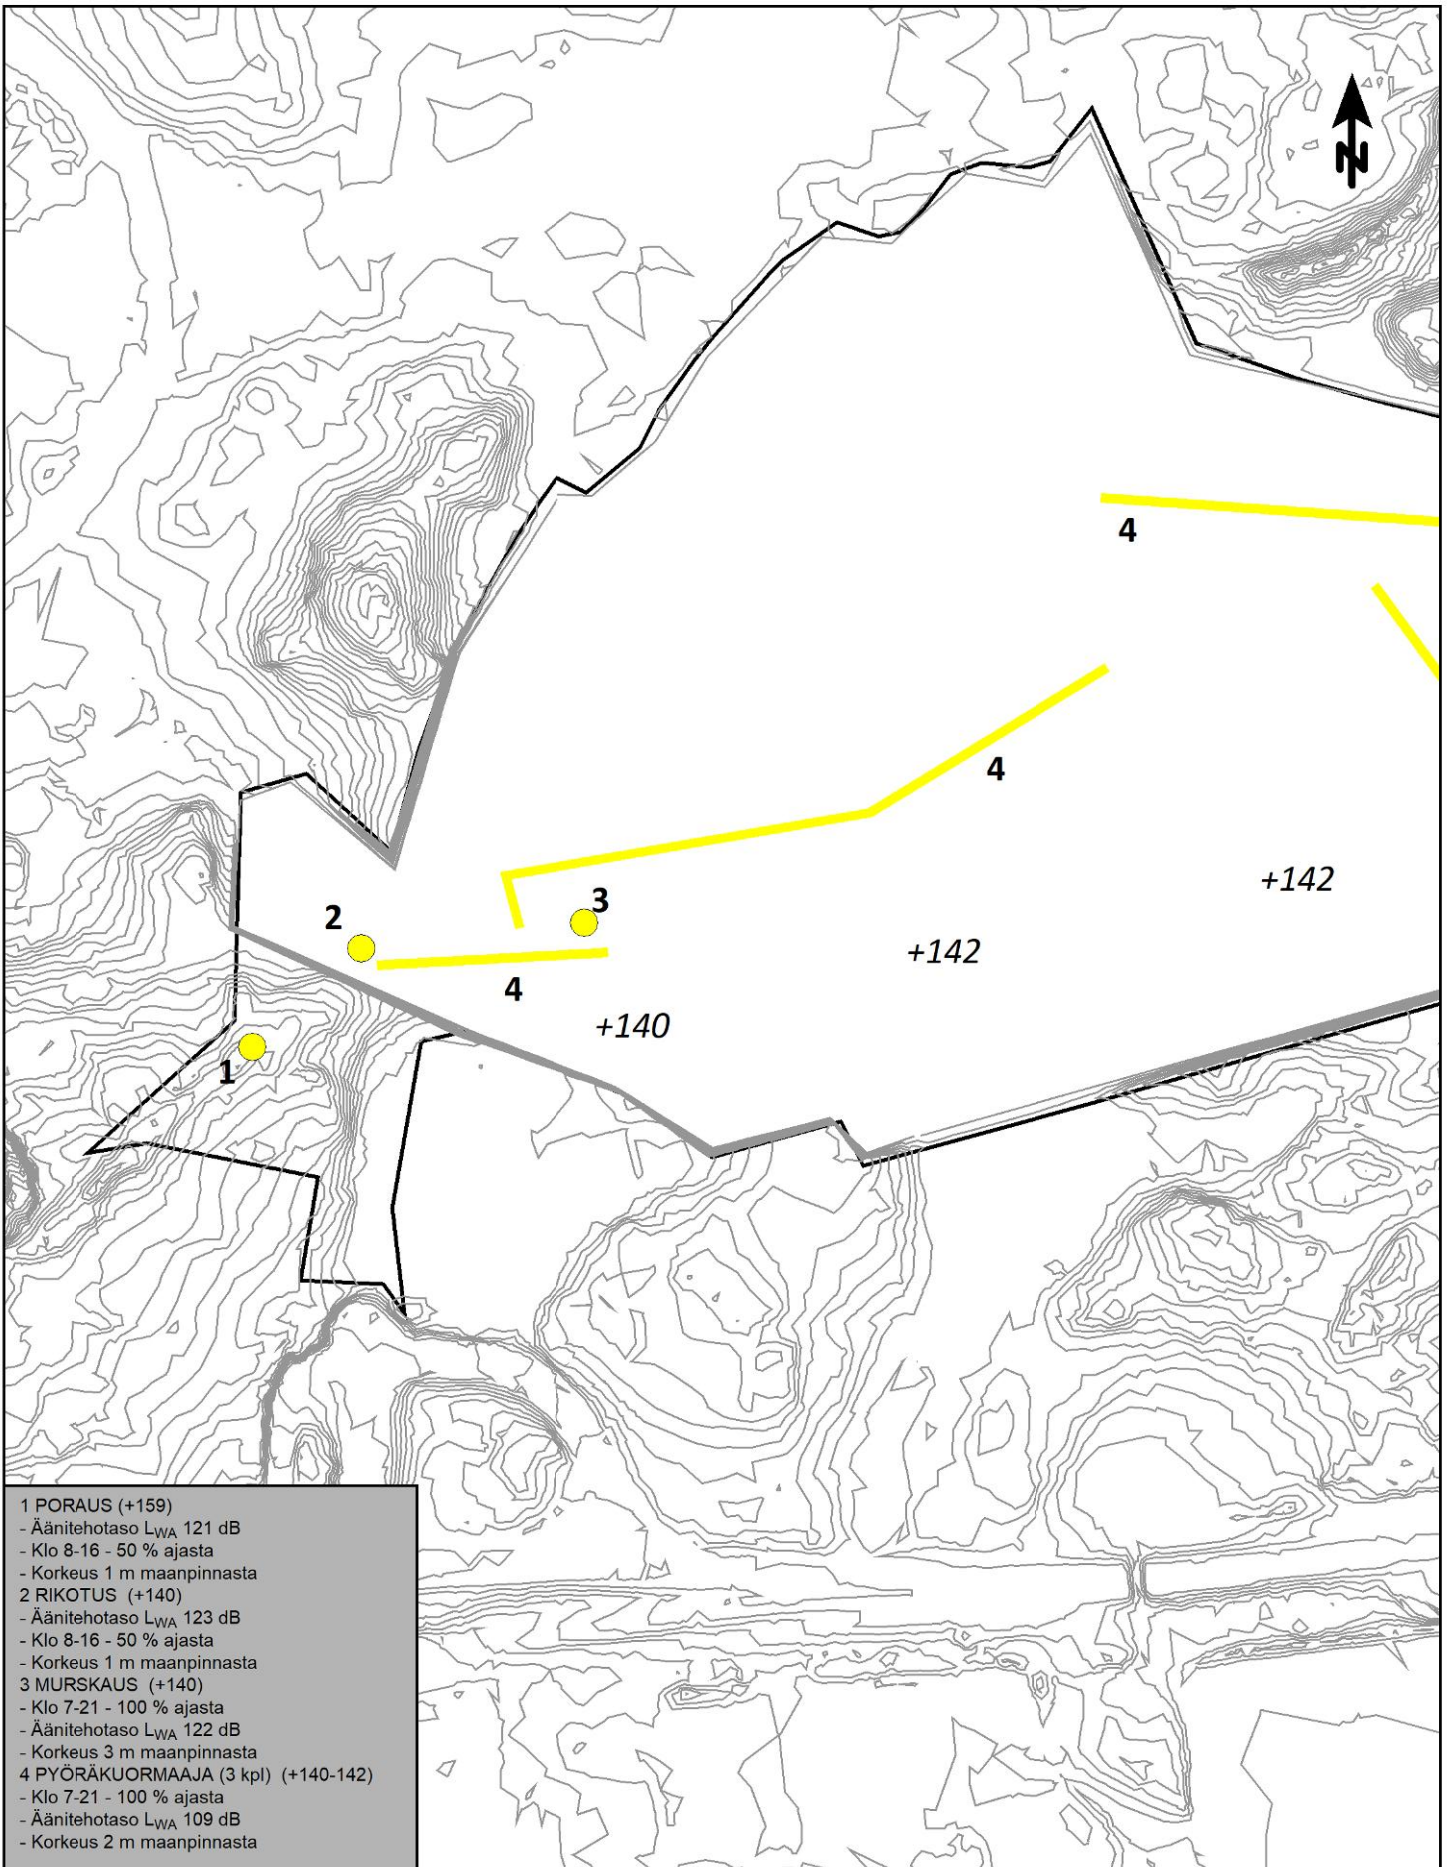 N
4
4
3
2
+142
+142
4
+140
1
1 PORAUS (+159)
- Äänitehotaso LWA 121 dB
- Klo 8-16 - 50 % ajasta
- Korkeus 1 m maanpinnasta
2 RIKOTUS (+140)
- Äänitehotaso LWA 123 dB
- Klo 8-16 - 50 % ajasta
- Korkeus 1 m maanpinnasta
3 MURSKAUS (+140)
- Klo 7-21 - 100 % ajasta
- Äänitehotaso LWA 122 dB
- Korkeus 3 m maanpinnasta
4 PYÖRÄKUORMAAJA (3 kpl) (+140-142)
- Klo 7-21 - 100 % ajasta
- Äänitehotaso LWA 109 dB
- Korkeus 2 m maanpinnasta